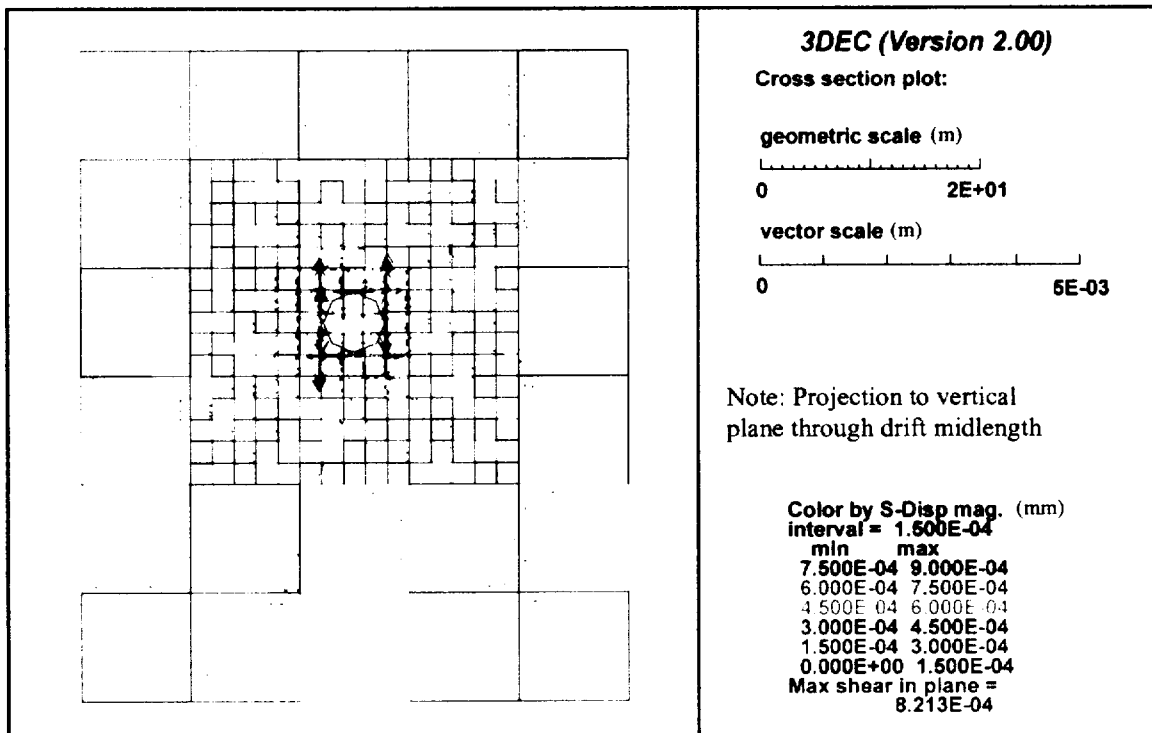 3DEC (Version 2.00)
Cross section plot:
geometric scale (m)
0 2E+01
vector scale (m)
0 5E-03
Note: Projection to vertical
plane through drift midlength
Color by S-Disp mag. (mm)
interval = 1.500E-04
min max
7.500E-04 9.000E-04
6.000E-04 7.500E-04
4.500E 04 6.000E-04
3.000E-04 4.500E-04
1.500E-04 3.000E-04
0.000E+00 1.500E-04
Max shear in plane =
8.213E-04